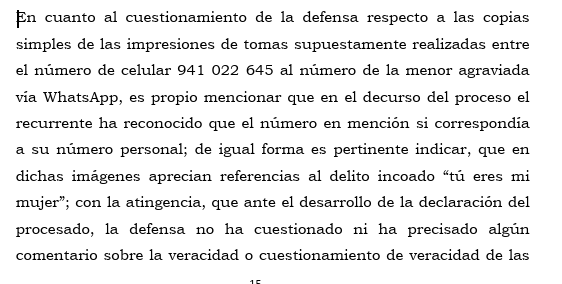 En cuanto al cuestionamiento de la defensa respecto a las copias
simples de las impresiones de tomas supuestamente realizadas entre
el número de celular 941 022 645 al número de la menor agraviada
vía WhatsApp, es propio mencionar que en el decurso del proceso el
recurrente ha reconocido que el número en mención si correspondía
a su número personal; de igual forma es pertinente indicar, que en
dichas imágenes aprecian referencias al delito incoado “tú eres mi
mujer”; con la atingencia, que ante el desarrollo de la declaración del
procesado, la defensa no ha cuestionado ni ha precisado algún
comentario sobre la veracidad o cuestionamiento de veracidad de las
15